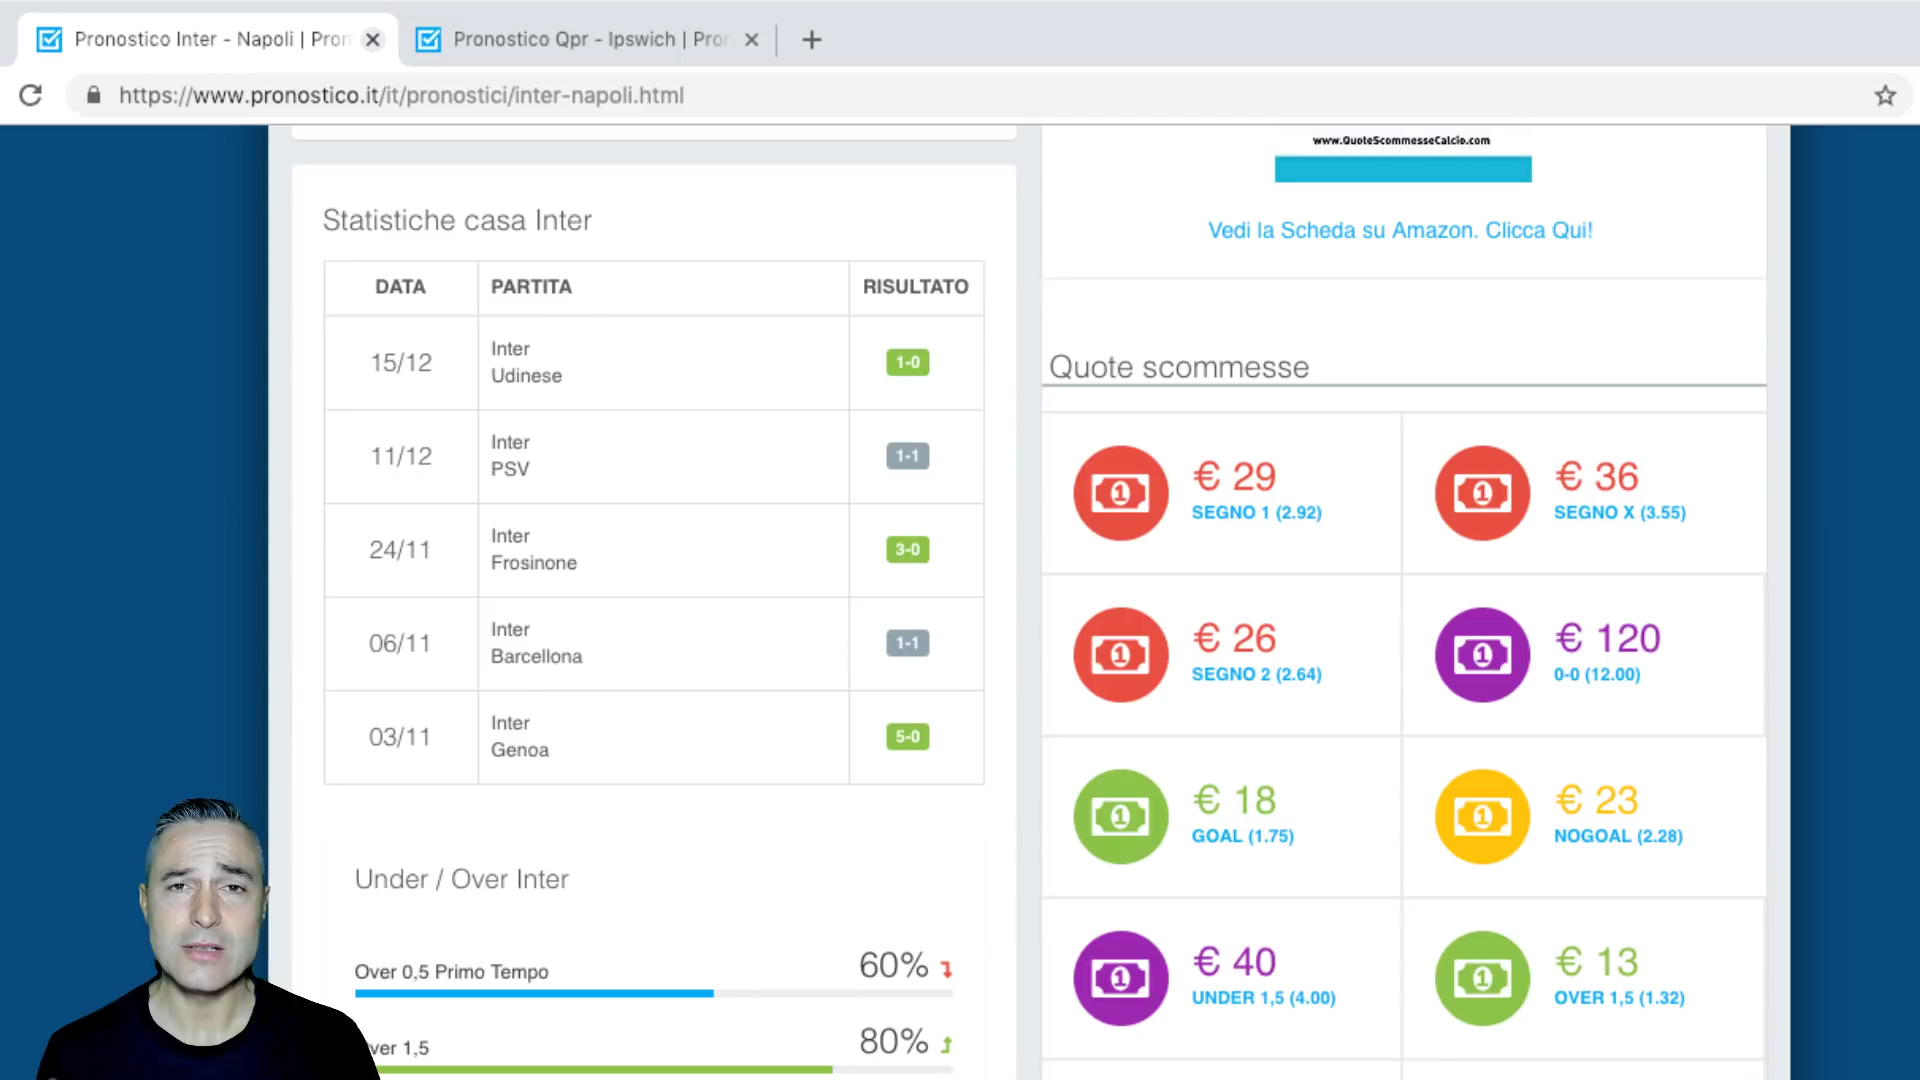 Pronostico Inter - Napoli | Pron
Pronostico Qpr - Ipswich | Pro
https://www.pronostico.it/it/pronostici/inter-napoli.html
www.QuoteScommesseCalcio.com
Vedi la Scheda su Amazon. Clicca Qui!
Statistiche casa Inter
DATA PARTITA RISULTATO
15/12 Inter Udinese 1-0
11/12 Inter PSV 1-1
24/11 Inter Frosinone 3-0
06/11 Inter Barcellona 1-1
03/11 Inter Genoa 5-0
Under / Over Inter
Over 0,5 Primo Tempo 60%
ver 1,5 80%
Quote scommesse
€ 29
SEGNO 1 (2.92)
€ 36
SEGNO X (3.55)
€ 26
SEGNO 2 (2.64)
€ 120
0-0 (12.00)
€ 18
GOAL (1.75)
€ 23
NOGOAL (2.28)
€ 40
UNDER 1,5 (4.00)
€ 13
OVER 1,5 (1.32)